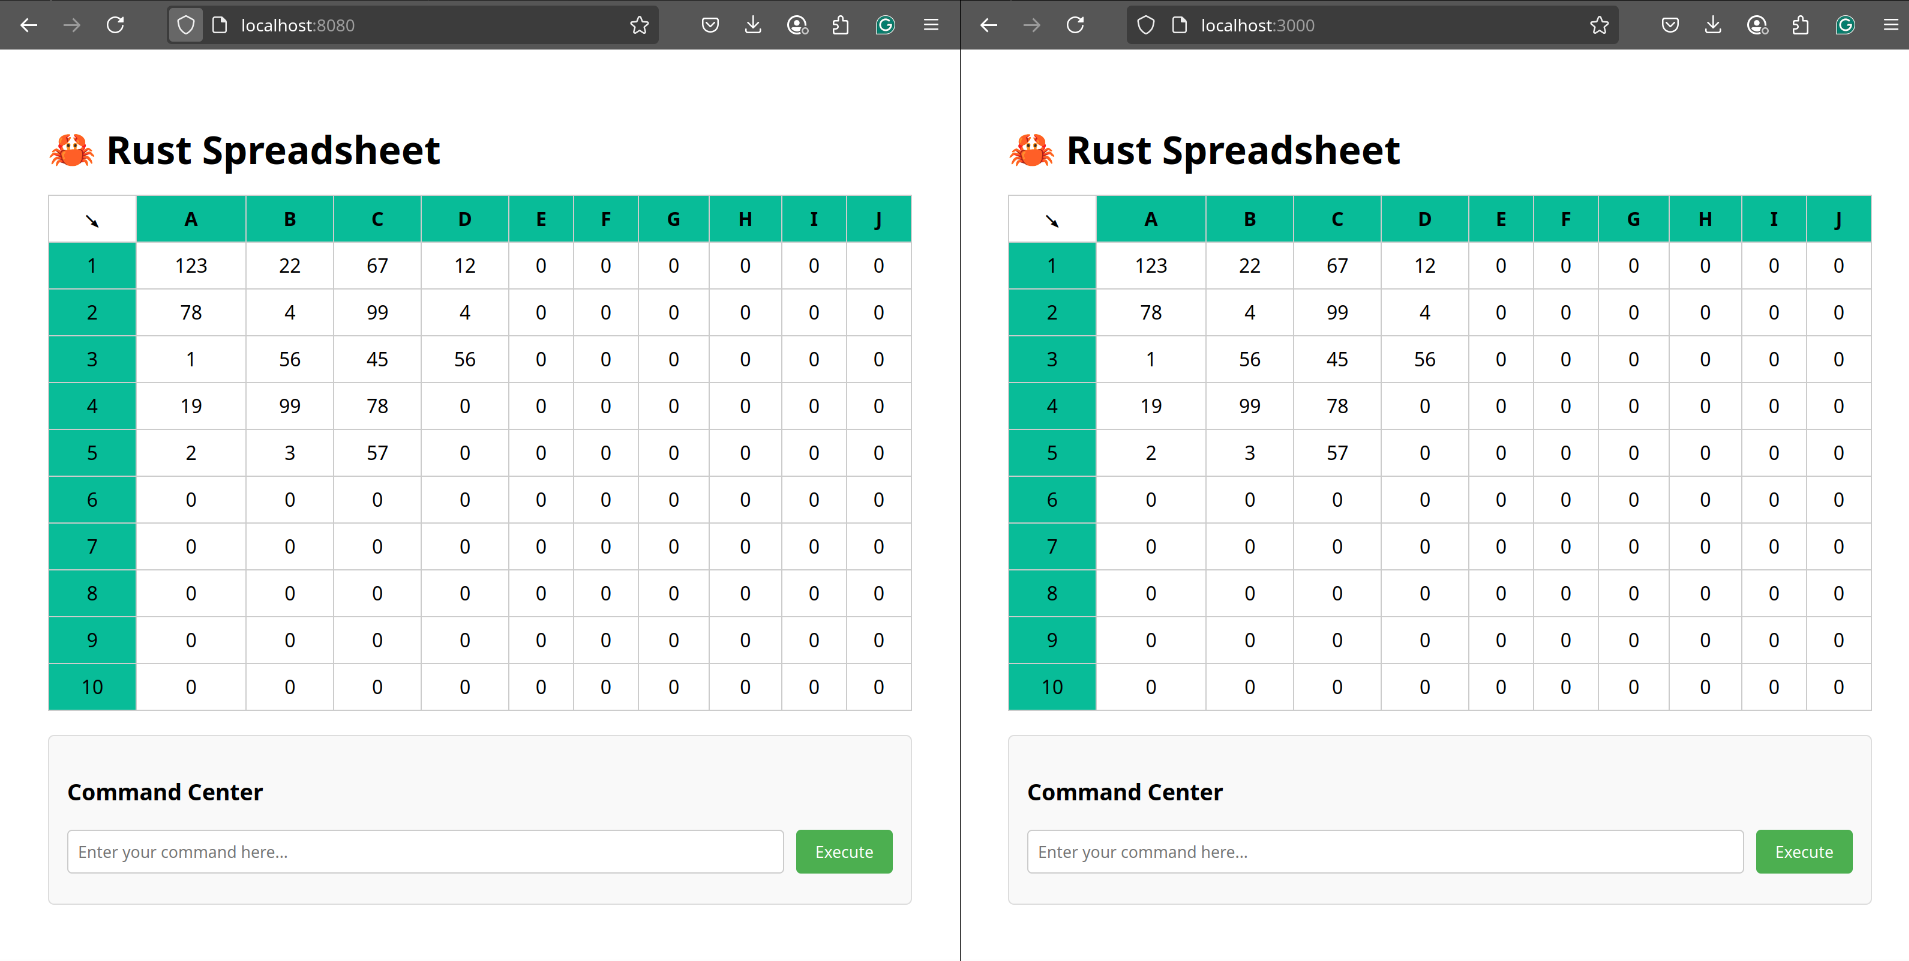 localhost:8080
🦀 Rust Spreadsheet
↘ A B C D E F G H I J
1 123 22 67 12 0 0 0 0 0 0
2 78 4 99 4 0 0 0 0 0 0
3 1 56 45 56 0 0 0 0 0 0
4 19 99 78 0 0 0 0 0 0 0
5 2 3 57 0 0 0 0 0 0 0
6 0 0 0 0 0 0 0 0 0 0
7 0 0 0 0 0 0 0 0 0 0
8 0 0 0 0 0 0 0 0 0 0
9 0 0 0 0 0 0 0 0 0 0
10 0 0 0 0 0 0 0 0 0 0
Command Center
Enter your command here... Execute
localhost:3000
🦀 Rust Spreadsheet
↘ A B C D E F G H I J
1 123 22 67 12 0 0 0 0 0 0
2 78 4 99 4 0 0 0 0 0 0
3 1 56 45 56 0 0 0 0 0 0
4 19 99 78 0 0 0 0 0 0 0
5 2 3 57 0 0 0 0 0 0 0
6 0 0 0 0 0 0 0 0 0 0
7 0 0 0 0 0 0 0 0 0 0
8 0 0 0 0 0 0 0 0 0 0
9 0 0 0 0 0 0 0 0 0 0
10 0 0 0 0 0 0 0 0 0 0
Command Center
Enter your command here... Execute